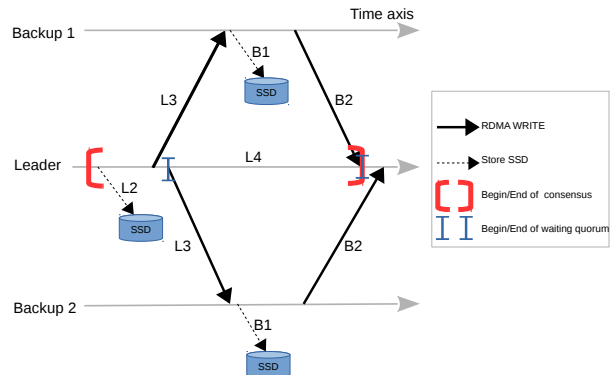 Time axis
Backup 1
B1
SSD
L3
B2
RDMA WRITE
Leader
L4
Store SSD
L2
Begin/End of consensus
SSD
Begin/End of waiting quorum
L3
B2
Backup 2
B1
SSD